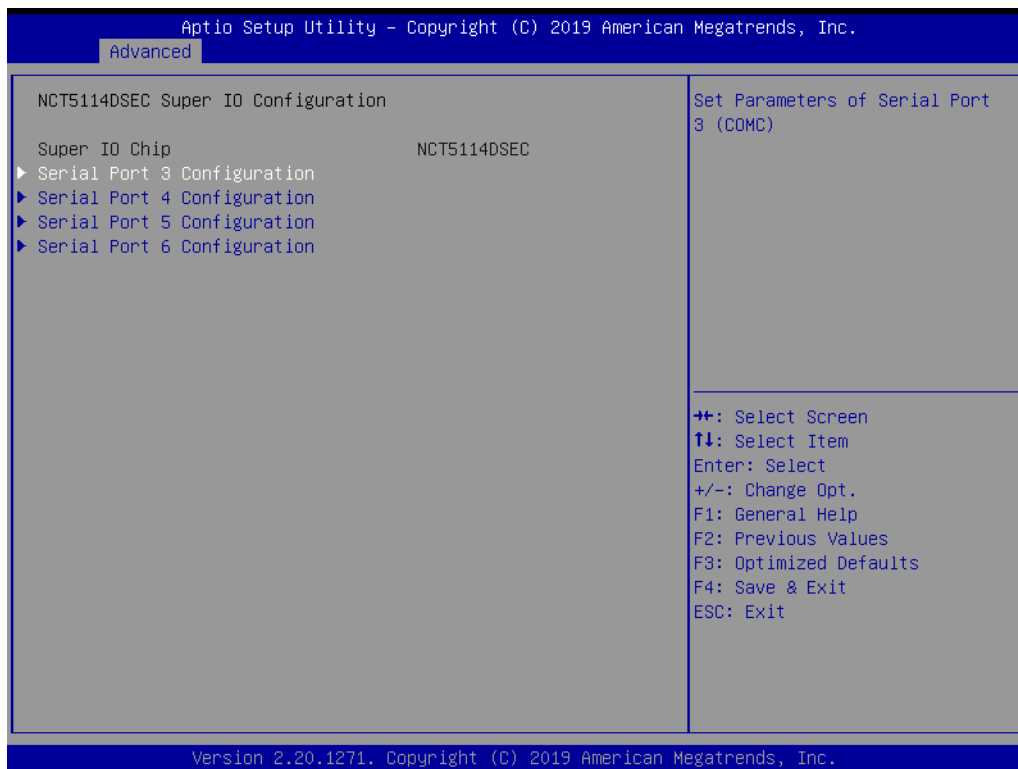 Aptio Setup Utility – Copyright (C) 2019 American Megatrends, Inc.
Advanced
NCT5114DSEC Super IO Configuration
Super IO Chip NCT5114DSEC
▶ Serial Port 3 Configuration
▶ Serial Port 4 Configuration
▶ Serial Port 5 Configuration
▶ Serial Port 6 Configuration
Set Parameters of Serial Port
3 (COMC)
→←: Select Screen
↑↓: Select Item
Enter: Select
+/-: Change Opt.
F1: General Help
F2: Previous Values
F3: Optimized Defaults
F4: Save & Exit
ESC: Exit
Version 2.20.1271. Copyright (C) 2019 American Megatrends, Inc.